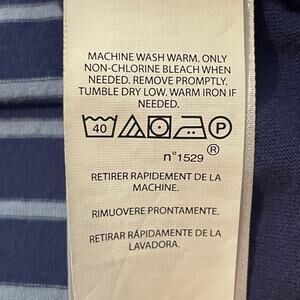 MACHINE WASH WARM. ONLY
NON-CHLORINE BLEACH WHEN
NEEDED. REMOVE PROMPTLY.
TUMBLE DRY LOW. WARM IRON IF
NEEDED.
40 P
n°1529 ®
RETIRER RAPIDEMENT DE LA
MACHINE.
RIMUOVERE PRONTAMENTE.
RETIRAR RÁPIDAMENTE DE LA
LAVADORA.